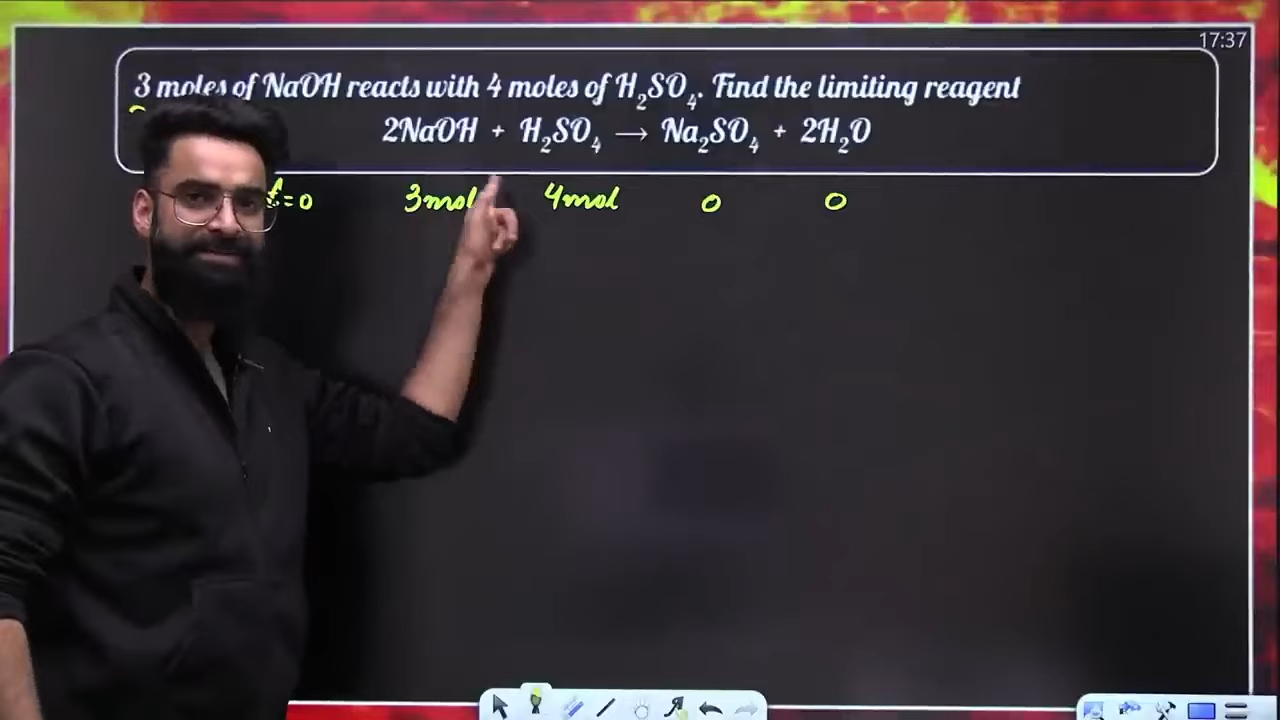 17:37
3 moles of NaOH reacts with 4 moles of H₂SO₄. Find the limiting reagent
2NaOH + H₂SO₄ → Na₂SO₄ + 2H₂O
t=0 3mol 4mol 0 0